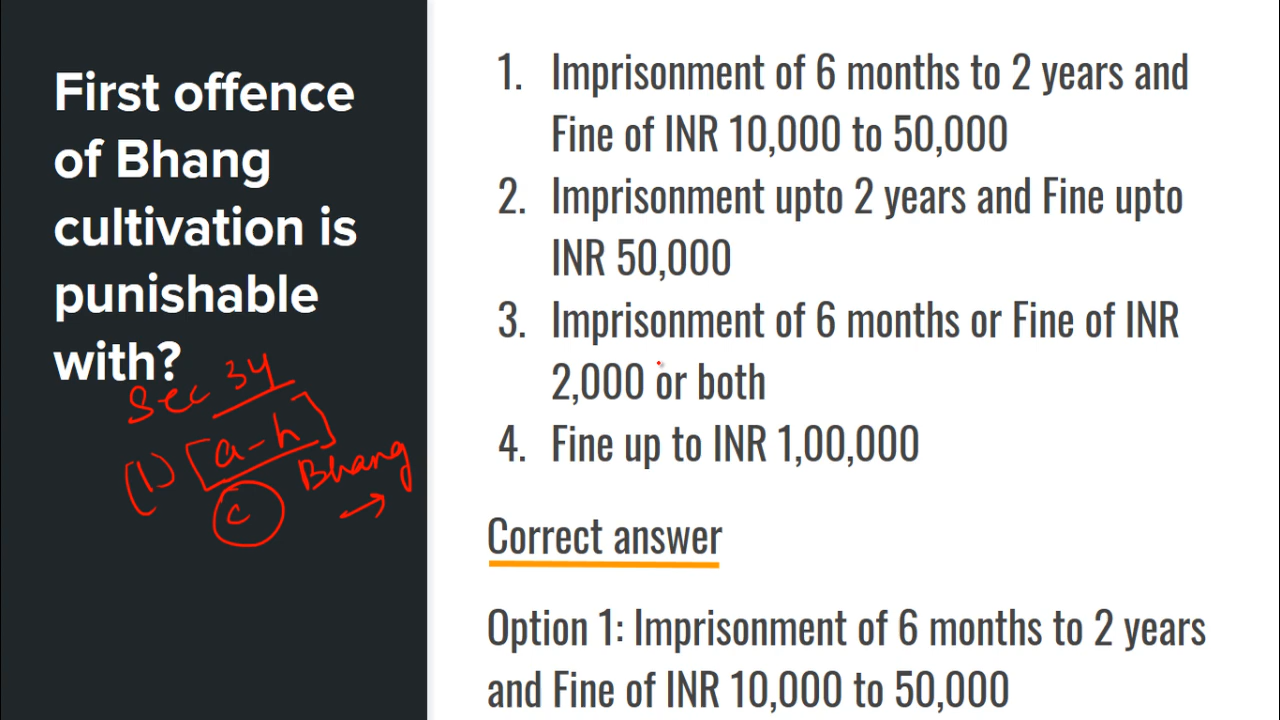 First offence
of Bhang
cultivation is
punishable
with?
Sec 34
(1) [a-h]
Bhang
c
1. Imprisonment of 6 months to 2 years and
Fine of INR 10,000 to 50,000
2. Imprisonment upto 2 years and Fine upto
INR 50,000
3. Imprisonment of 6 months or Fine of INR
2,000 or both
4. Fine up to INR 1,00,000
Correct answer
Option 1: Imprisonment of 6 months to 2 years
and Fine of INR 10,000 to 50,000